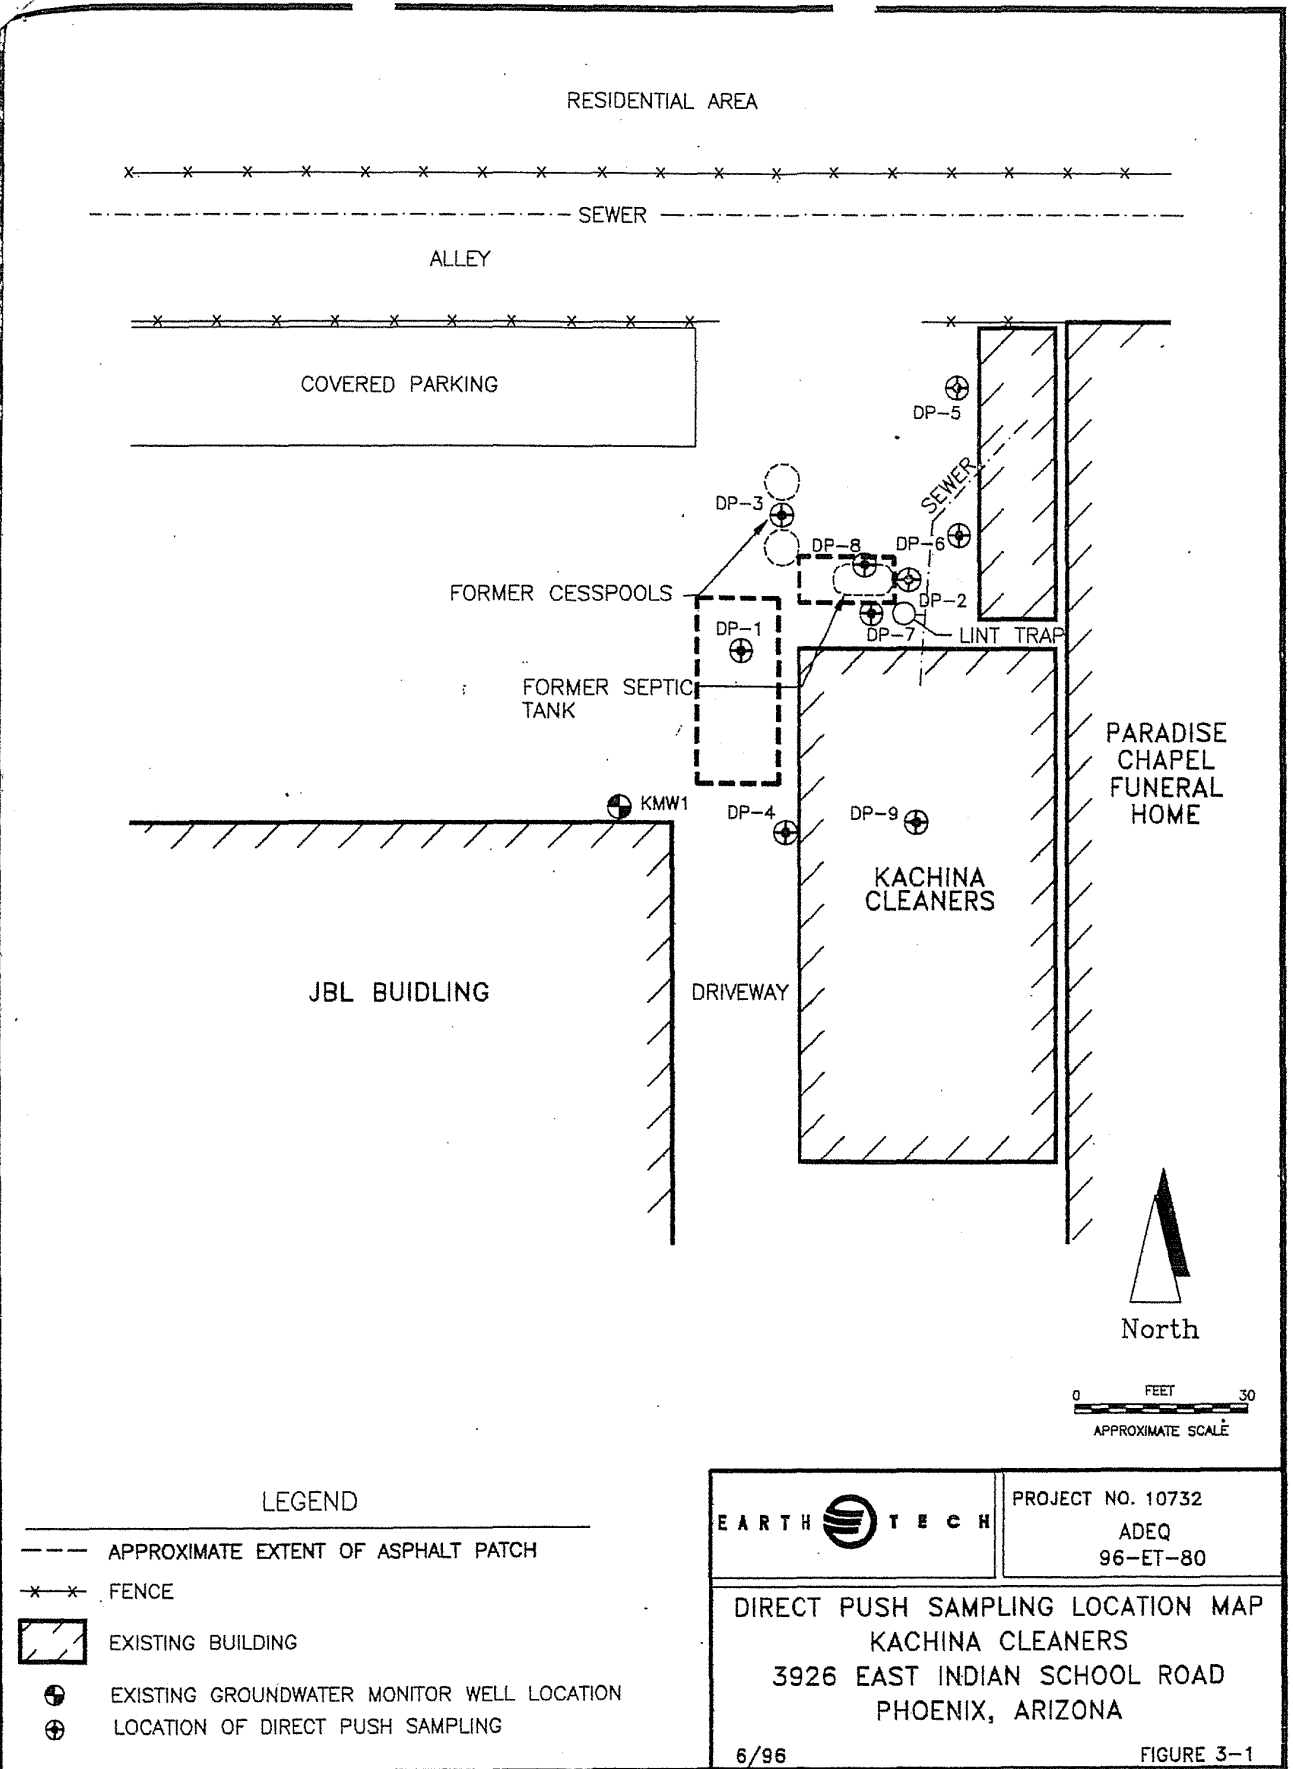 RESIDENTIAL AREA
SEWER
ALLEY
COVERED PARKING
DP-5
SEWER
DP-3
DP-8
DP-6
FORMER CESSPOOLS
DP-2
DP-1
DP-7
LINT TRAP
FORMER SEPTIC
TANK
PARADISE
CHAPEL
FUNERAL
HOME
KMW1
DP-4
DP-9
KACHINA
CLEANERS
JBL BUIDLING
DRIVEWAY
North
0 FEET 30
APPROXIMATE SCALE
LEGEND
APPROXIMATE EXTENT OF ASPHALT PATCH
FENCE
EXISTING BUILDING
EXISTING GROUNDWATER MONITOR WELL LOCATION
LOCATION OF DIRECT PUSH SAMPLING
EARTH TECH
PROJECT NO. 10732
ADEQ
96-ET-80
DIRECT PUSH SAMPLING LOCATION MAP
KACHINA CLEANERS
3926 EAST INDIAN SCHOOL ROAD
PHOENIX, ARIZONA
6/96
FIGURE 3-1